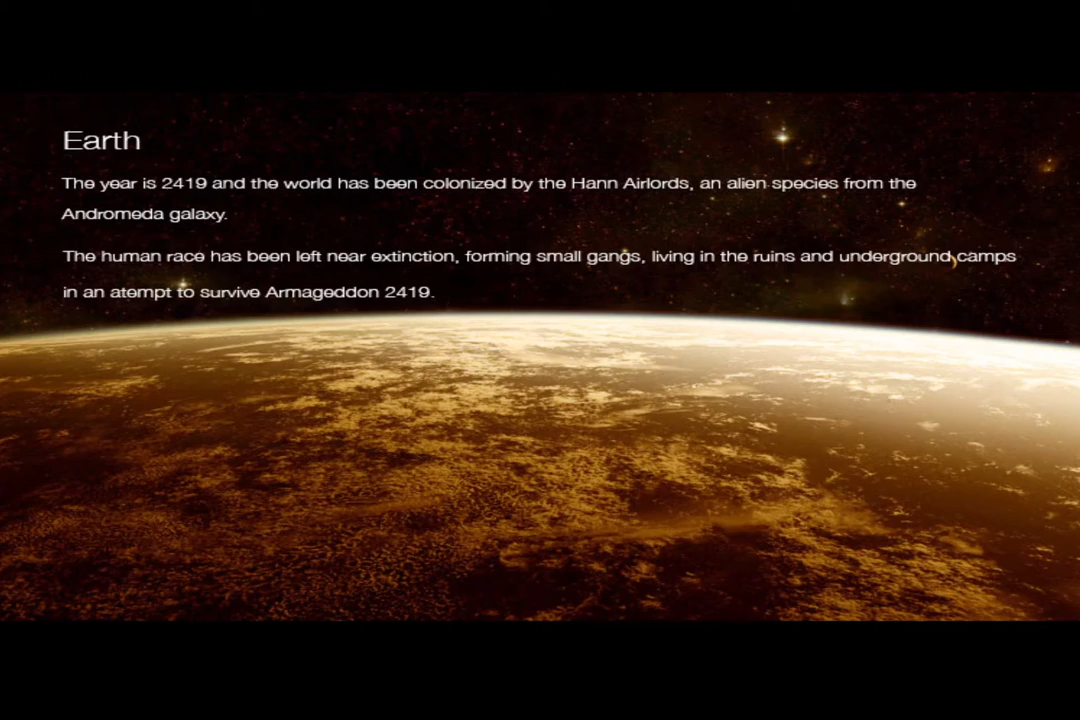 Earth
The year is 2419 and the world has been colonized by the Hann Airlords, an alien species from the
Andromeda galaxy.
The human race has been left near extinction, forming small gangs, living in the ruins and underground camps
in an atempt to survive Armageddon 2419.